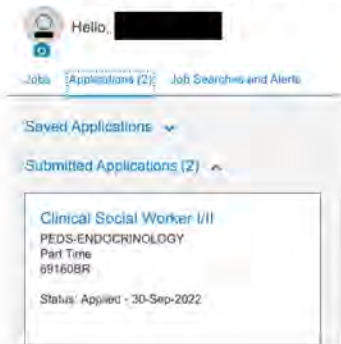 Hello,
Jobs Applications (2) Job Searches and Alerts
Saved Applications
Submitted Applications (2)
Clinical Social Worker I/II
PEDS-ENDOCRINOLOGY
Part Time
69160BR
Status: Applied - 30-Sep-2022